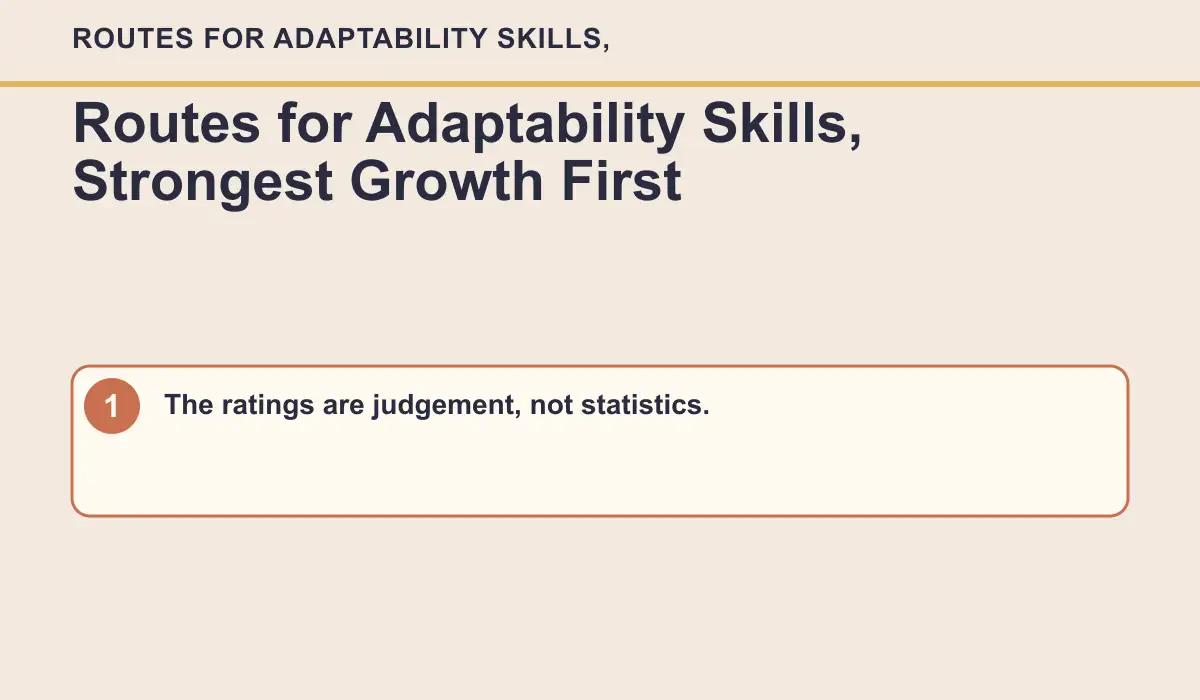 ROUTES FOR ADAPTABILITY SKILLS,
Routes for Adaptability Skills,
Strongest Growth First
1 The ratings are judgement, not statistics.